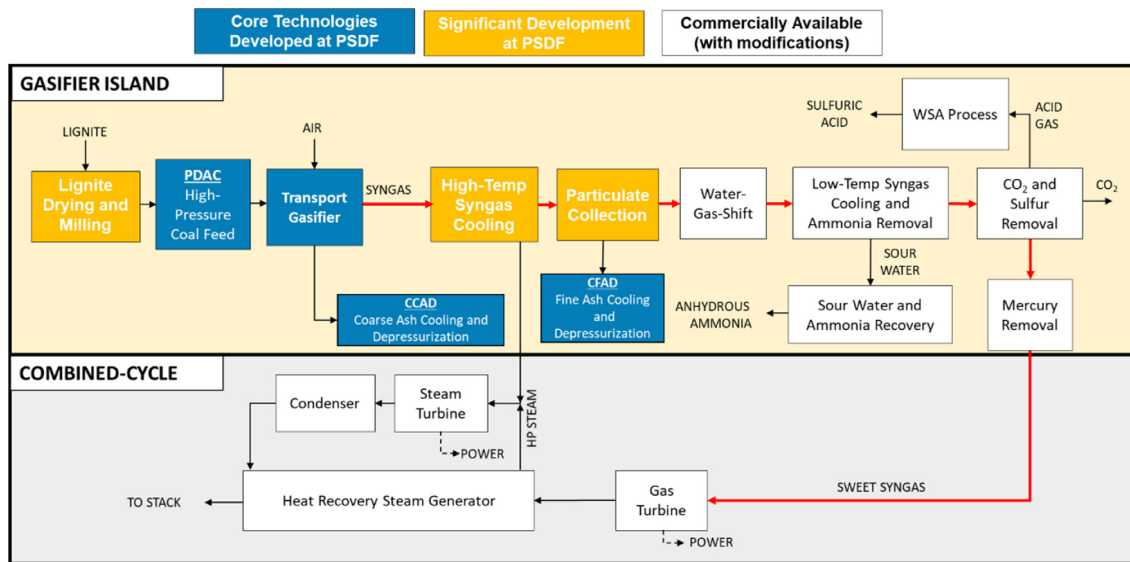 Core Technologies
Developed at PSDF
Significant Development
at PSDF
Commercially Available
(with modifications)
GASIFIER ISLAND
LIGNITE
Lignite
Drying and
Milling
PDAC
High-
Pressure
Coal Feed
AIR
Transport
Gasifier
SYNGAS
High-Temp
Syngas
Cooling
Particulate
Collection
Water-
Gas-Shift
Low-Temp Syngas
Cooling and
Ammonia Removal
CO₂ and
Sulfur
Removal
CO₂
ACID
GAS
WSA Process
SULFURIC
ACID
CCAD
Coarse Ash Cooling and
Depressurization
CFAD
Fine Ash Cooling
and
Depressurization
SOUR
WATER
Sour Water and
Ammonia Recovery
ANHYDROUS
AMMONIA
Mercury
Removal
COMBINED-CYCLE
Condenser
Steam
Turbine
HP STEAM
POWER
Heat Recovery Steam Generator
TO STACK
Gas
Turbine
SWEET SYNGAS
POWER